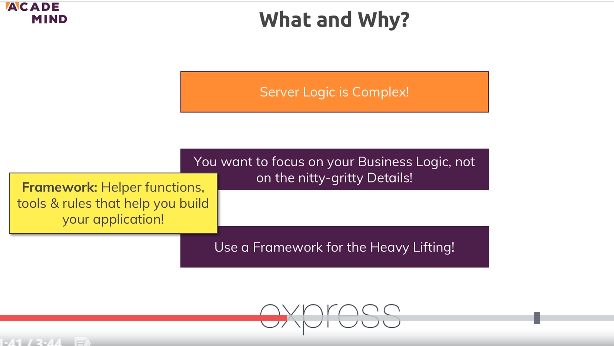 ACADE
MIND
What and Why?
Server Logic is Complex!
You want to focus on your Business Logic, not
on the nitty-gritty Details!
Framework: Helper functions,
tools & rules that help you build
your application!
Use a Framework for the Heavy Lifting!
express
1:41 / 3:44